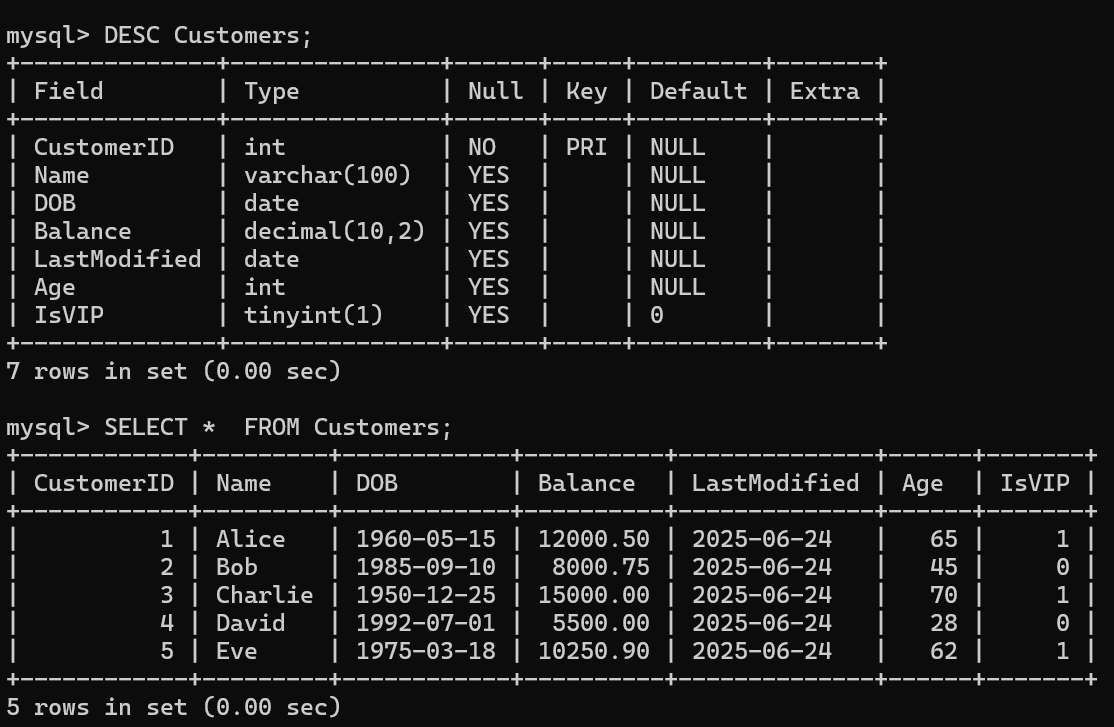 mysql> DESC Customers;
+--------------+---------------+------+-----+---------+-------+
| Field        | Type          | Null | Key | Default | Extra |
+--------------+---------------+------+-----+---------+-------+
| CustomerID   | int           | NO   | PRI | NULL    |       |
| Name         | varchar(100)  | YES  |     | NULL    |       |
| DOB          | date          | YES  |     | NULL    |       |
| Balance      | decimal(10,2) | YES  |     | NULL    |       |
| LastModified | date          | YES  |     | NULL    |       |
| Age          | int           | YES  |     | NULL    |       |
| IsVIP        | tinyint(1)    | YES  |     | 0       |       |
+--------------+---------------+------+-----+---------+-------+
7 rows in set (0.00 sec)

mysql> SELECT *  FROM Customers;
+------------+---------+------------+----------+--------------+------+-------+
| CustomerID | Name    | DOB        | Balance  | LastModified | Age  | IsVIP |
+------------+---------+------------+----------+--------------+------+-------+
|          1 | Alice   | 1960-05-15 | 12000.50 | 2025-06-24   |   65 |     1 |
|          2 | Bob     | 1985-09-10 |  8000.75 | 2025-06-24   |   45 |     0 |
|          3 | Charlie | 1950-12-25 | 15000.00 | 2025-06-24   |   70 |     1 |
|          4 | David   | 1992-07-01 |  5500.00 | 2025-06-24   |   28 |     0 |
|          5 | Eve     | 1975-03-18 | 10250.90 | 2025-06-24   |   62 |     1 |
+------------+---------+------------+----------+--------------+------+-------+
5 rows in set (0.00 sec)